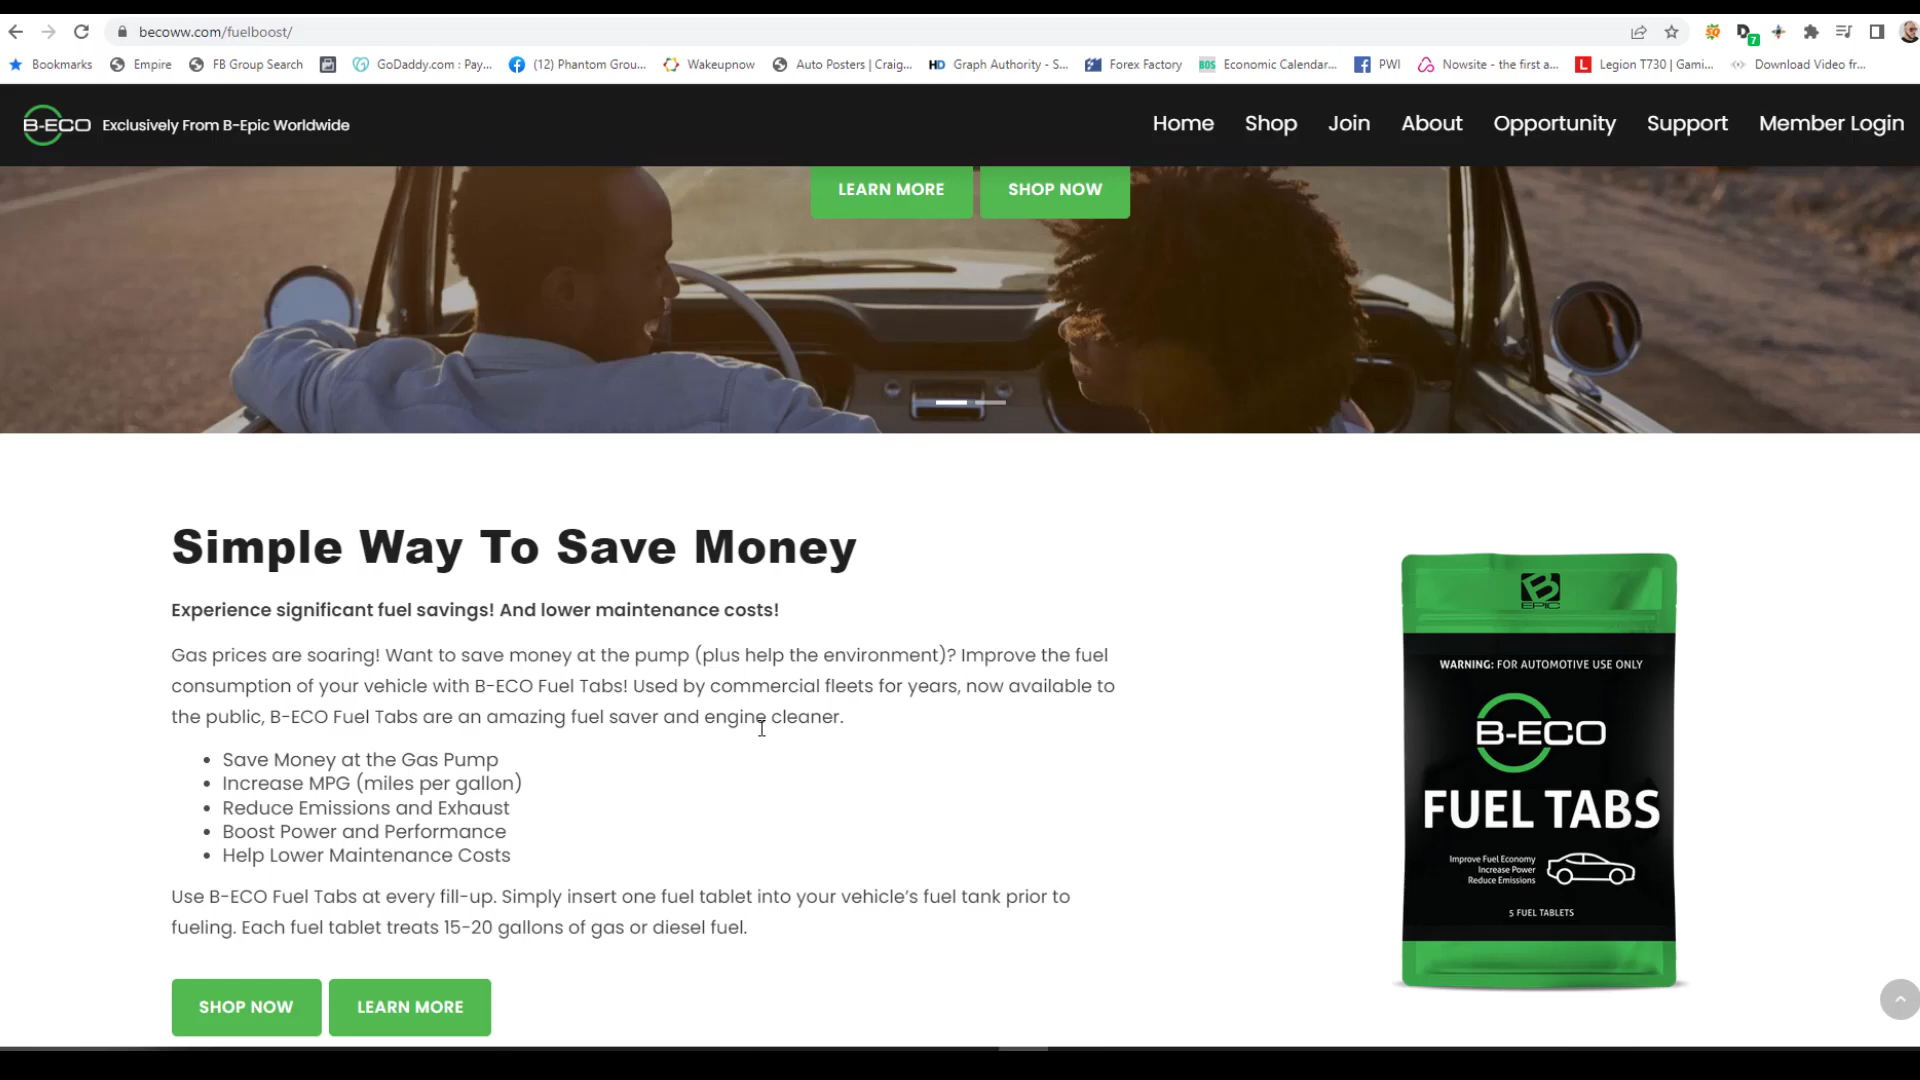 becoww.com/fuelboost/
7
Bookmarks
Empire
FB Group Search
GoDaddy.com : Pay...
(12) Phantom Grou...
Wakeupnow
Auto Posters | Craig...
HD Graph Authority - S...
Forex Factory
BDS Economic Calendar...
PWI
Nowsite - the first a...
L Legion T730 | Gami...
Download Video fr...
B-ECO Exclusively From B-Epic Worldwide
Home
Shop
Join
About
Opportunity
Support
Member Login
LEARN MORE
SHOP NOW
Simple Way To Save Money
Experience significant fuel savings! And lower maintenance costs!
Gas prices are soaring! Want to save money at the pump (plus help the environment)? Improve the fuel
consumption of your vehicle with B-ECO Fuel Tabs! Used by commercial fleets for years, now available to
the public, B-ECO Fuel Tabs are an amazing fuel saver and engine cleaner.
• Save Money at the Gas Pump
• Increase MPG (miles per gallon)
• Reduce Emissions and Exhaust
• Boost Power and Performance
• Help Lower Maintenance Costs
Use B-ECO Fuel Tabs at every fill-up. Simply insert one fuel tablet into your vehicle's fuel tank prior to
fueling. Each fuel tablet treats 15-20 gallons of gas or diesel fuel.
SHOP NOW
LEARN MORE
B
EPIC
WARNING: FOR AUTOMOTIVE USE ONLY
B-ECO
FUEL TABS
Improve Fuel Economy
Increase Power
Reduce Emissions
5 FUEL TABLETS